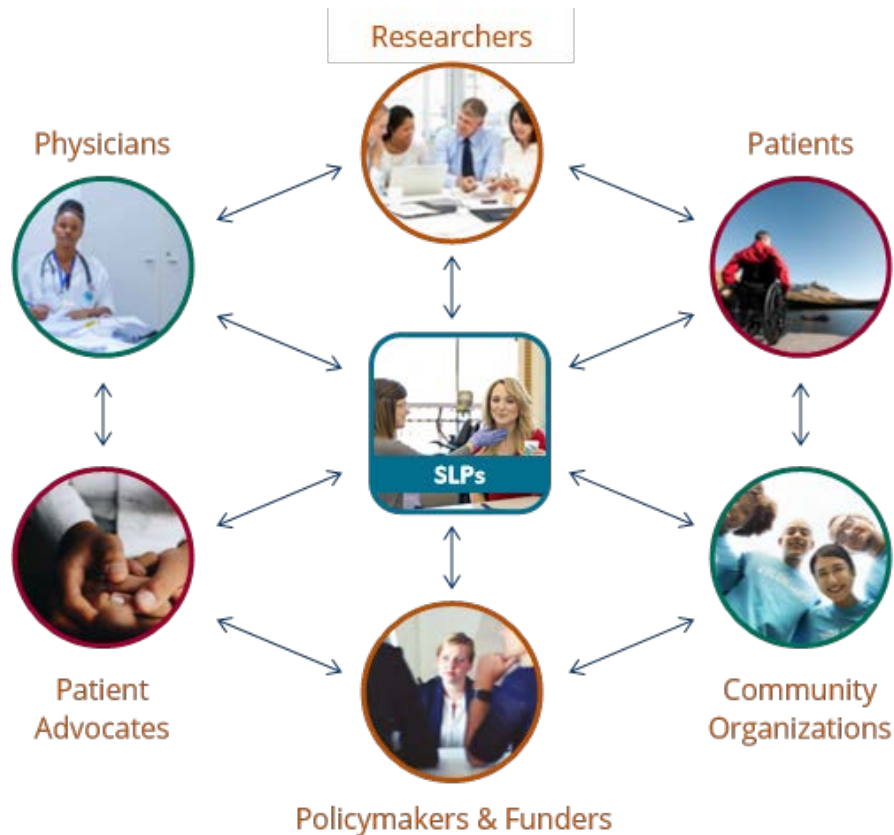 Researchers
Physicians
Patients
SLPs
Patient
Advocates
Community
Organizations
Policymakers & Funders